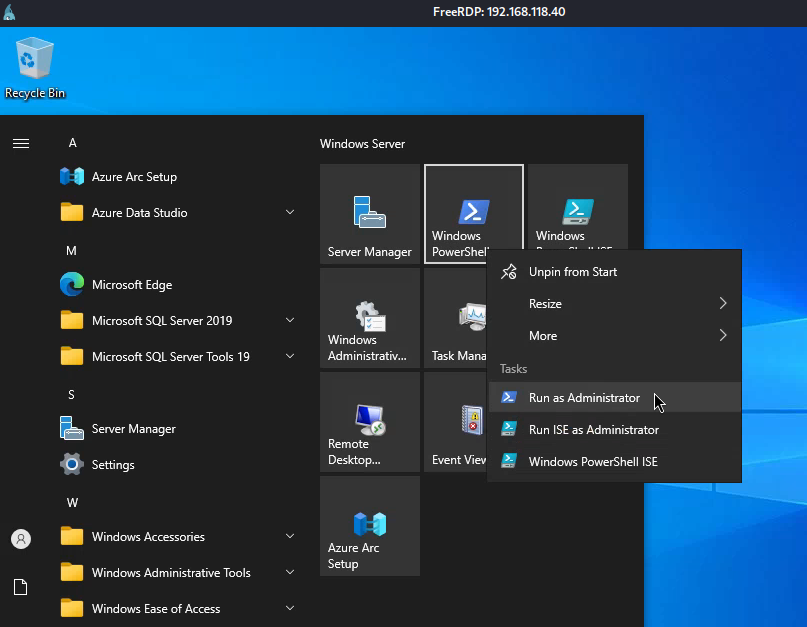 FreeRDP: 192.168.118.40
Recycle Bin
A
Azure Arc Setup
Azure Data Studio
M
Microsoft Edge
Microsoft SQL Server 2019
Microsoft SQL Server Tools 19
S
Server Manager
Settings
W
Windows Accessories
Windows Administrative Tools
Windows Ease of Access
Windows Server
Server Manager
Windows
PowerShell
Windows
PowerShell ISE
Windows
Administrativ...
Task Mana
Remote
Desktop...
Event View
Azure Arc
Setup
Unpin from Start
Resize
More
Tasks
Run as Administrator
Run ISE as Administrator
Windows PowerShell ISE